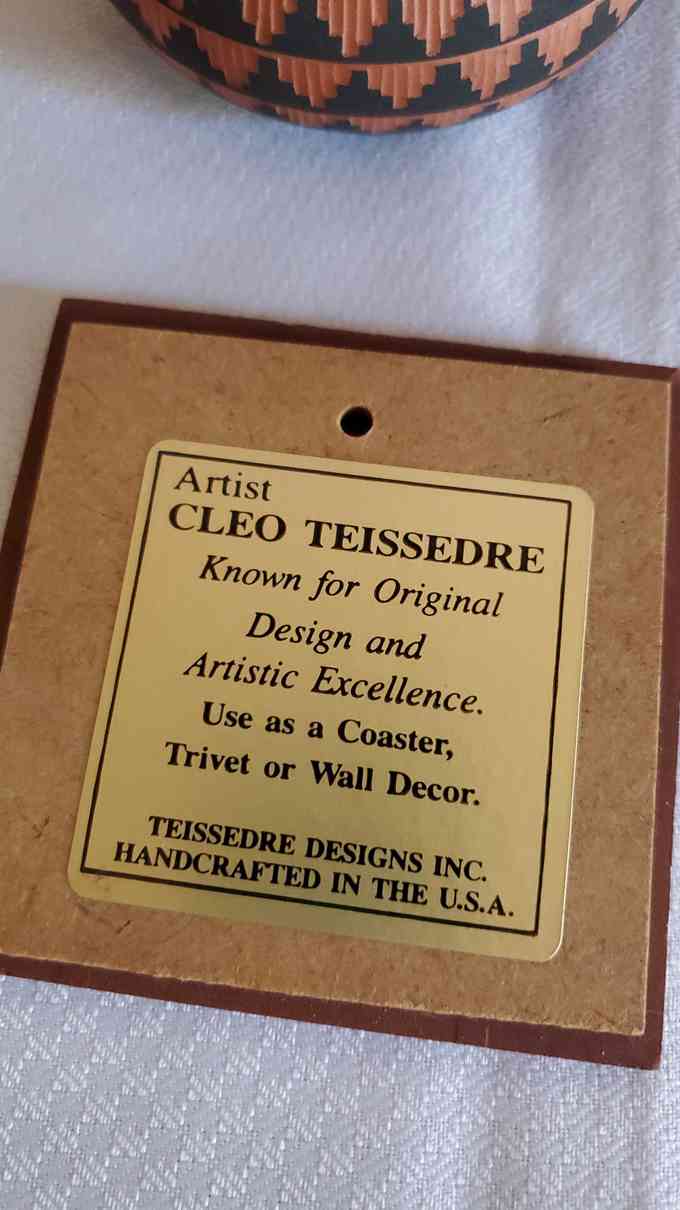 Artist
CLEO TEISSEDRE
Known for Original
Design and
Artistic Excellence.
Use as a Coaster,
Trivet or Wall Decor.
TEISSEDRE DESIGNS INC.
HANDCRAFTED IN THE U.S.A.